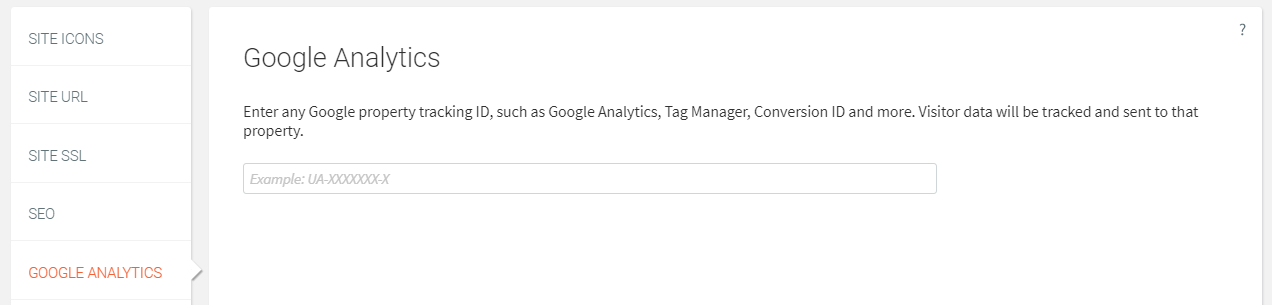 SITE ICONS
SITE URL
SITE SSL
SEO
GOOGLE ANALYTICS
?
Google Analytics
Enter any Google property tracking ID, such as Google Analytics, Tag Manager, Conversion ID and more. Visitor data will be tracked and sent to that
property.
Example: UA-XXXXXXX-X